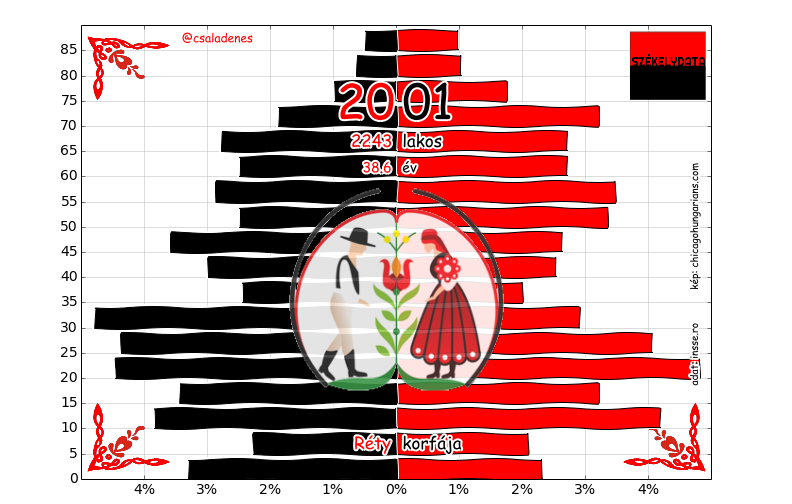 @csaladenes
SZÉKELYDATA
2001
2243 lakos
38.6 év
kép: chicagohungarians.com
adat: insse.ro
Réty korfája
85
80
75
70
65
60
55
50
45
40
35
30
25
20
15
10
5
0
4% 3% 2% 1% 0% 1% 2% 3% 4%